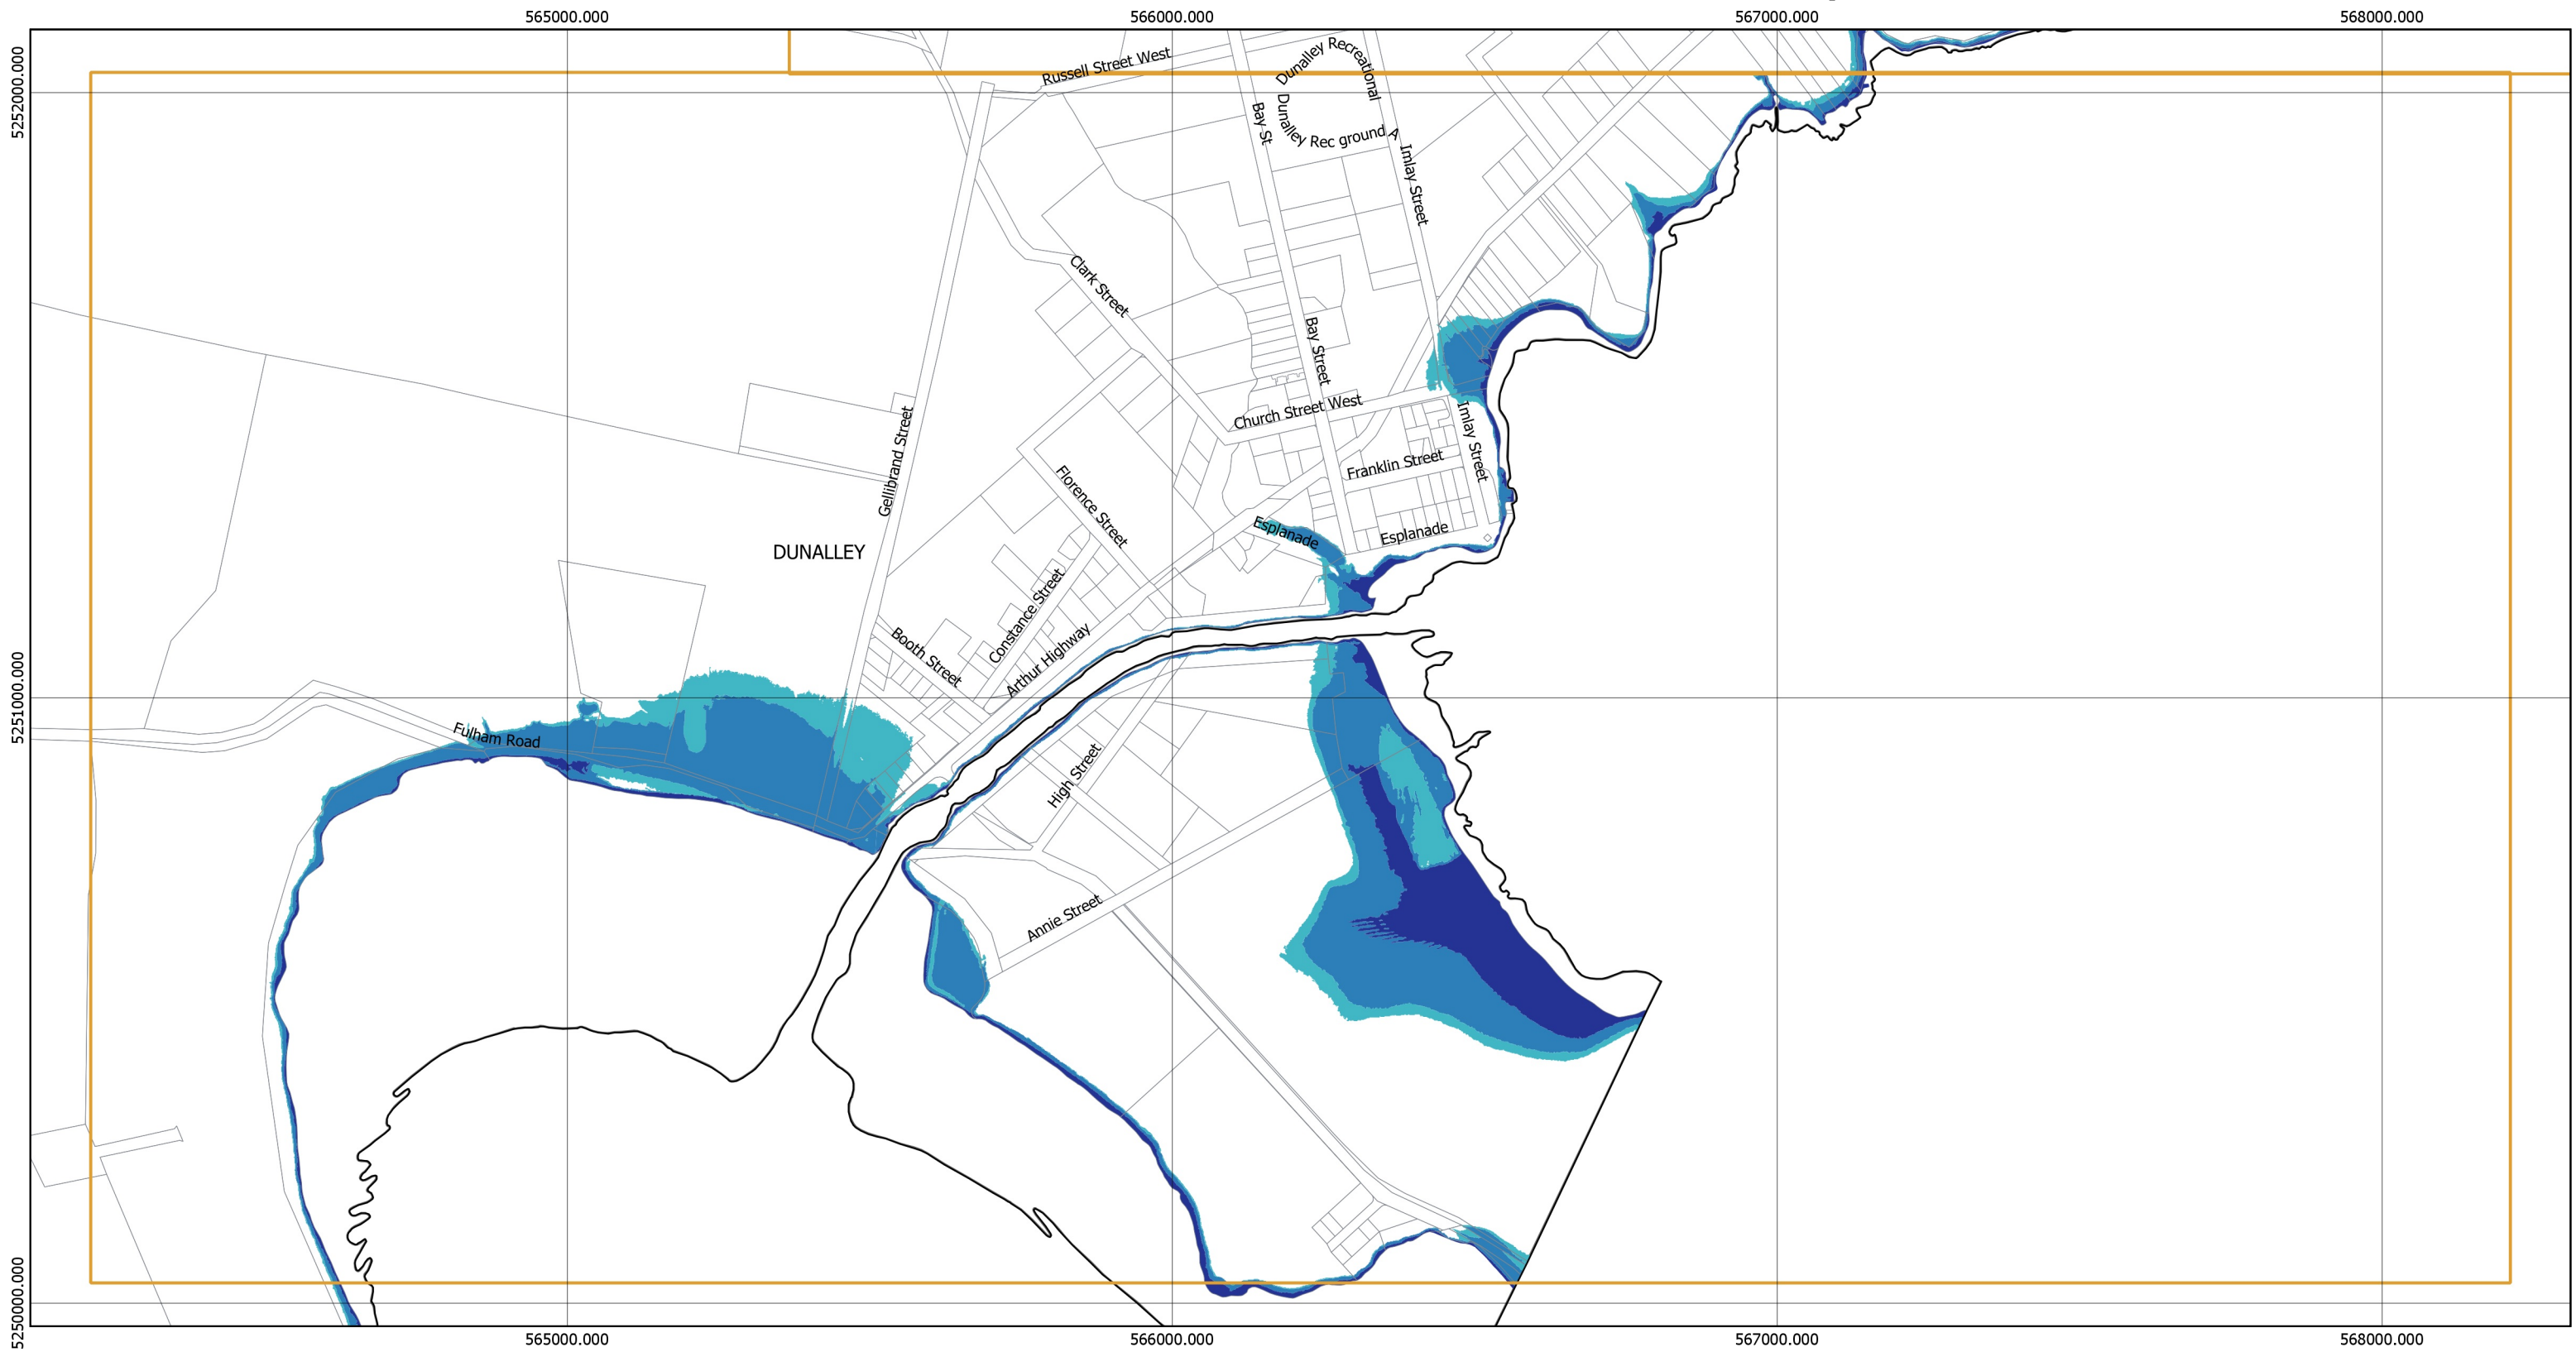 565000.000
566000.000
567000.000
568000.000
5252000.000
Russell Street West
Dunalley Recreational
Bay St
Dunalley Rec ground A
Imlay Street
Clark Street
Bay Street
Church Street West
Gellibrand Street
Imlay Street
Franklin Street
Florence Street
Esplanade
Esplanade
DUNALLEY
Constance Street
Booth Street
Arthur Highway
5251000.000
Fulham Road
High Street
Annie Street
5250000.000
565000.000
566000.000
567000.000
568000.000